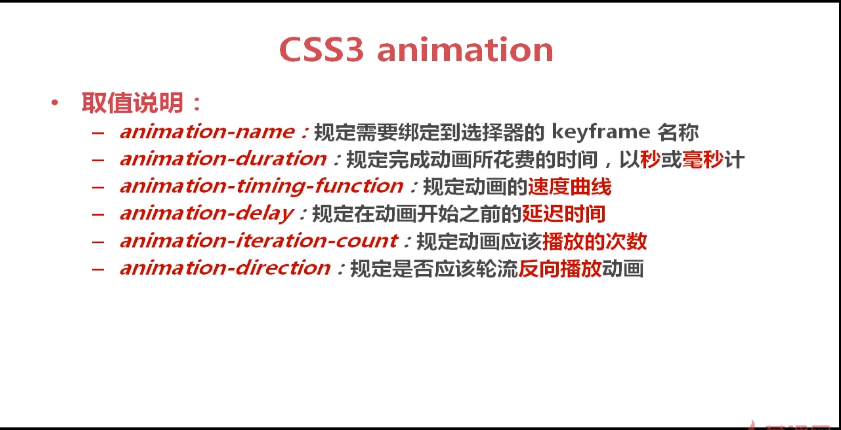 CSS3 animation
• 取值说明：
– animation-name：规定需要绑定到选择器的 keyframe 名称
– animation-duration：规定完成动画所花费的时间，以秒或毫秒计
– animation-timing-function：规定动画的速度曲线
– animation-delay：规定在动画开始之前的延迟时间
– animation-iteration-count：规定动画应该播放的次数
– animation-direction：规定是否应该轮流反向播放动画